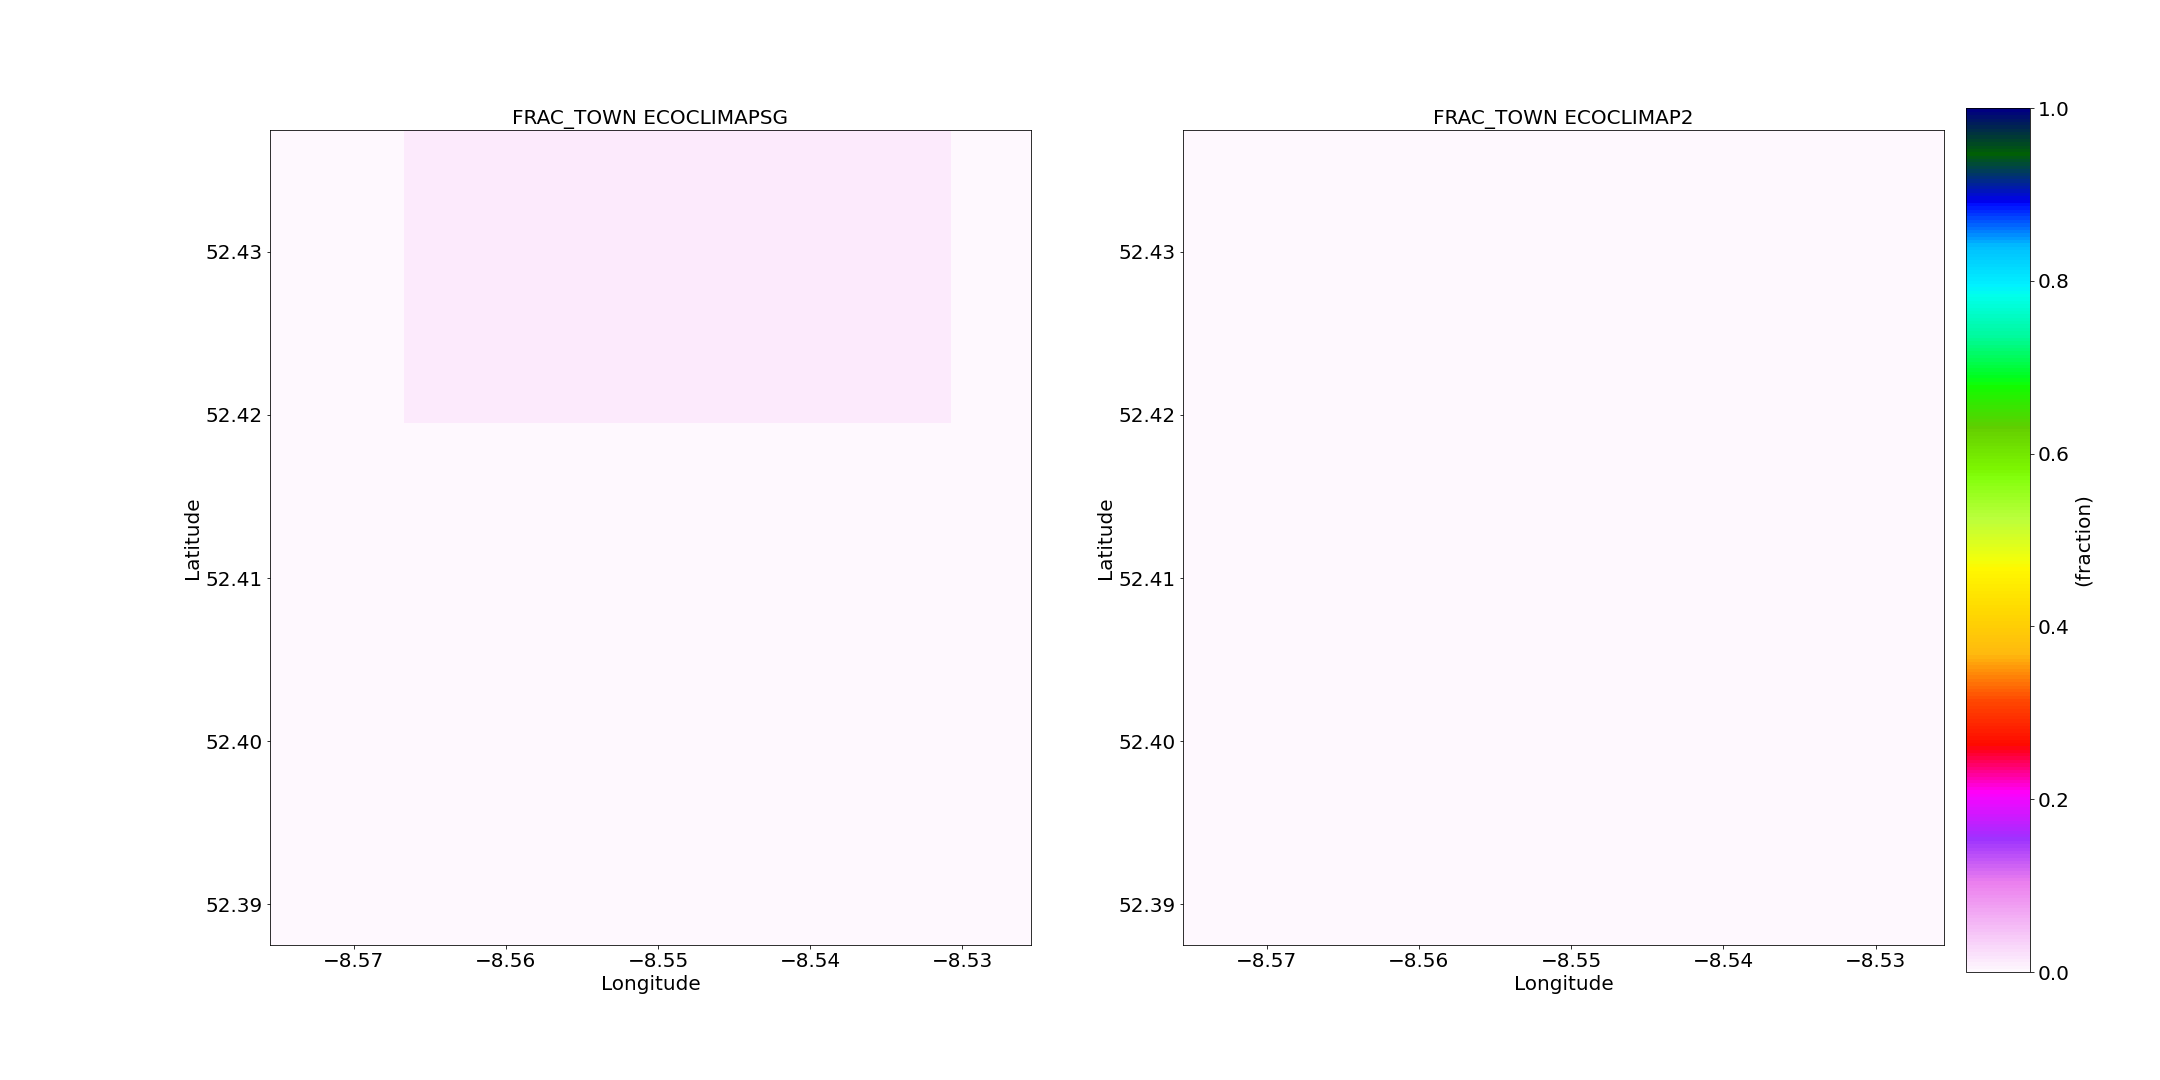 FRAC_TOWN ECOCLIMAPSG
Latitude
52.43
52.42
52.41
52.40
52.39
−8.57 −8.56 −8.55 −8.54 −8.53
Longitude
FRAC_TOWN ECOCLIMAP2
Latitude
52.43
52.42
52.41
52.40
52.39
−8.57 −8.56 −8.55 −8.54 −8.53
Longitude
1.0
0.8
0.6
0.4
0.2
0.0
(fraction)